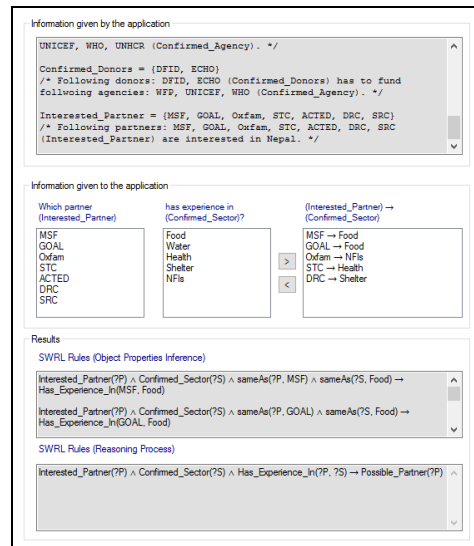 Information given by the application
UNICEF, WHO, UNHCR (Confirmed_Agency). */
Confirmed_Donors = {DFID, ECHO}
/* Following donors: DFID, ECHO (Confirmed_Donors) has to fund
follwoing agencies: WFP, UNICEF, WHO (Confirmed_Agency). */
Interested_Partner = {MSF, GOAL, Oxfam, STC, ACTED, DRC, SRC}
/* Following partners: MSF, GOAL, Oxfam, STC, ACTED, DRC, SRC
(Interested_Partner) are interested in Nepal. */
Information given to the application
Which partner
(Interested_Partner)
MSF
GOAL
Oxfam
STC
ACTED
DRC
SRC
has experience in
(Confirmed_Sector)?
Food
Water
Health
Shelter
NFIs
>
<
(Interested_Partner) →
(Confirmed_Sector)
MSF → Food
GOAL → Food
Oxfam → NFIs
STC → Health
DRC → Shelter
Results
SWRL Rules (Object Properties Inference)
Interested_Partner(?P) ∧ Confirmed_Sector(?S) ∧ sameAs(?P, MSF) ∧ sameAs(?S, Food) →
Has_Experience_In(MSF, Food)
Interested_Partner(?P) ∧ Confirmed_Sector(?S) ∧ sameAs(?P, GOAL) ∧ sameAs(?S, Food) →
Has_Experience_In(GOAL, Food)
SWRL Rules (Reasoning Process)
Interested_Partner(?P) ∧ Confirmed_Sector(?S) ∧ Has_Experience_In(?P, ?S) → Possible_Partner(?P)